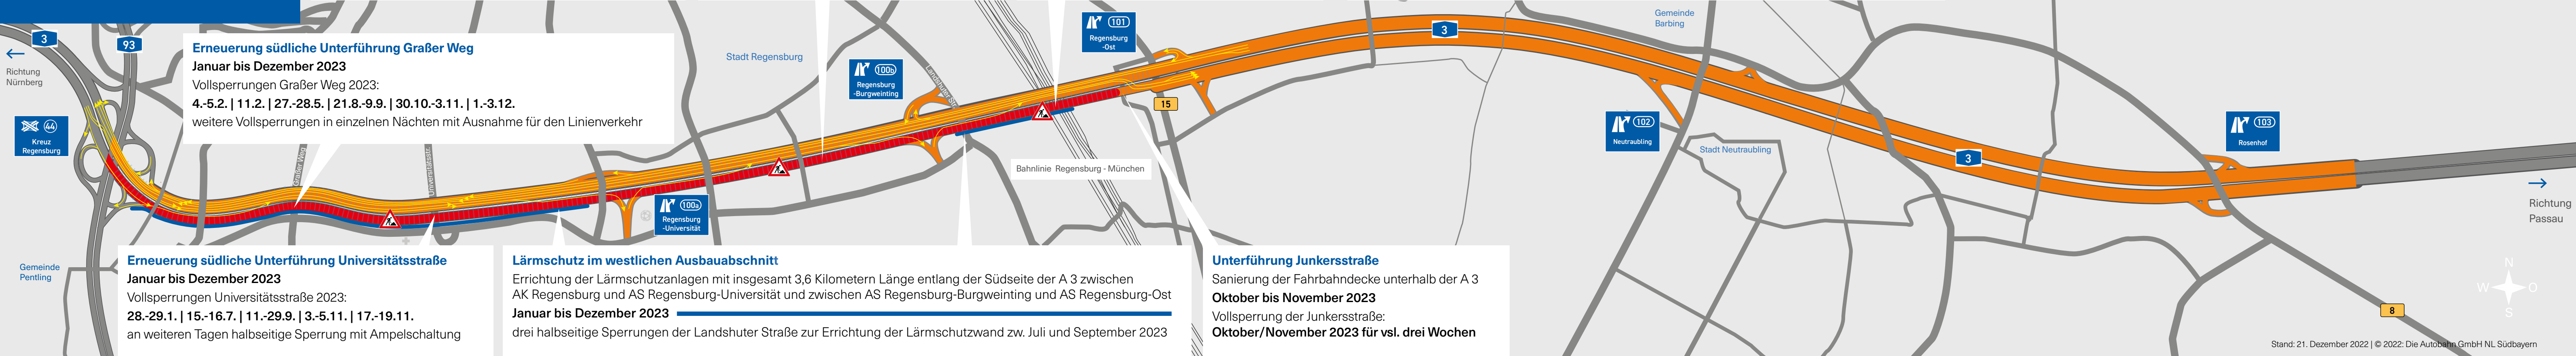 3
93
Richtung
Nürnberg
44
Kreuz
Regensburg
Gemeinde
Pentling
Erneuerung südliche Unterführung Graßer Weg
Januar bis Dezember 2023
Vollsperrungen Graßer Weg 2023:
4.-5.2. | 11.2. | 27.-28.5. | 21.8.-9.9. | 30.10.-3.11. | 1.-3.12.
weitere Vollsperrungen in einzelnen Nächten mit Ausnahme für den Linienverkehr
Graßer Weg
Universitätsstr.
Erneuerung südliche Unterführung Universitätsstraße
Januar bis Dezember 2023
Vollsperrungen Universitätsstraße 2023:
28.-29.1. | 15.-16.7. | 11.-29.9. | 3.-5.11. | 17.-19.11.
an weiteren Tagen halbseitige Sperrung mit Ampelschaltung
Stadt Regensburg
100a
Regensburg
-Universität
100b
Regensburg
-Burgweinting
Landshuter Str.
Lärmschutz im westlichen Ausbauabschnitt
Errichtung der Lärmschutzanlagen mit insgesamt 3,6 Kilometern Länge entlang der Südseite der A 3 zwischen
AK Regensburg und AS Regensburg-Universität und zwischen AS Regensburg-Burgweinting und AS Regensburg-Ost
Januar bis Dezember 2023
drei halbseitige Sperrungen der Landshuter Straße zur Errichtung der Lärmschutzwand zw. Juli und September 2023
101
Regensburg
-Ost
15
Bahnlinie Regensburg - München
Unterführung Junkersstraße
Sanierung der Fahrbahndecke unterhalb der A 3
Oktober bis November 2023
Vollsperrung der Junkersstraße:
Oktober/November 2023 für vsl. drei Wochen
3
Gemeinde
Barbing
102
Neutraubling
Stadt Neutraubling
3
103
Rosenhof
Richtung
Passau
N
W
O
S
8
Stand: 21. Dezember 2022 | © 2022: Die Autobahn GmbH NL Südbayern